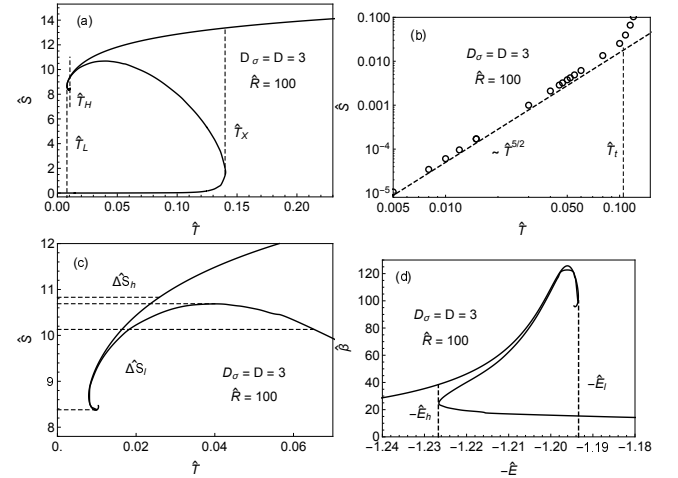 (a)
D_σ = D = 3
R̂ = 100
T̂_H
T̂_L
T̂_X
Ŝ
14
12
10
8
6
4
2
0
0.00 0.05 0.10 0.15 0.20
T̂
(b)
D_σ = D = 3
R̂ = 100
~ T̂^5/2
T̂_t
Ŝ
0.100
0.010
0.001
10^-4
10^-5
0.005 0.010 0.050 0.100
T̂
(c)
ΔŜ_h
ΔŜ_l
D_σ = D = 3
R̂ = 100
Ŝ
12
11
10
9
8
0. 0.02 0.04 0.06
T̂
(d)
D_σ = D = 3
R̂ = 100
-Ê_h
-Ê_l
β̂
120
100
80
60
40
20
0
-1.24 -1.23 -1.22 -1.21 -1.20 -1.19 -1.18
-Ê